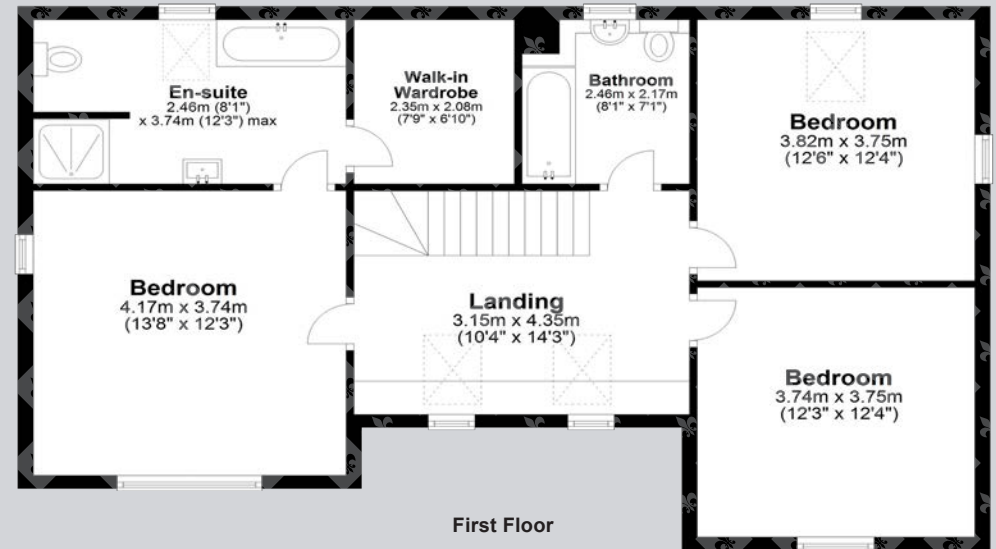 En-suite
2.46m (8'1")
x 3.74m (12'3") max
Walk-in
Wardrobe
2.35m x 2.08m
(7'9" x 6'10")
Bathroom
2.46m x 2.17m
(8'1" x 7'1")
Bedroom
3.82m x 3.75m
(12'6" x 12'4")
Bedroom
4.17m x 3.74m
(13'8" x 12'3")
Landing
3.15m x 4.35m
(10'4" x 14'3")
Bedroom
3.74m x 3.75m
(12'3" x 12'4")
First Floor